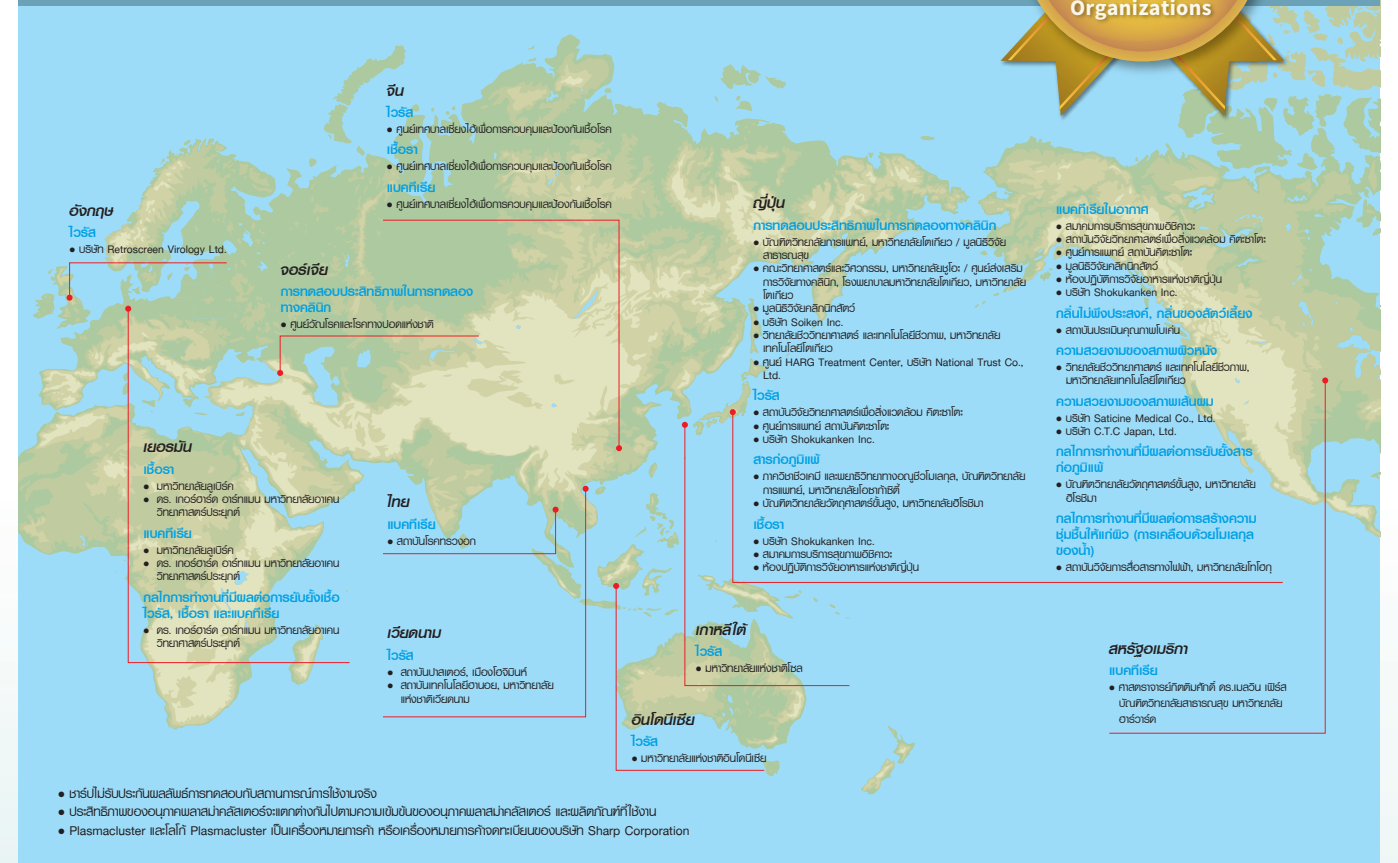 Organizations
จีน
ไวรัส
● ศูนย์เทศบาลเซี่ยงไฮ้เพื่อการควบคุมและป้องกันเชื้อโรค
เชื้อรา
● ศูนย์เทศบาลเซี่ยงไฮ้เพื่อการควบคุมและป้องกันเชื้อโรค
แบคทีเรีย
● ศูนย์เทศบาลเซี่ยงไฮ้เพื่อการควบคุมและป้องกันเชื้อโรค
อังกฤษ
ไวรัส
● บริษัท Retroscreen Virology Ltd.
จอร์เจีย
การทดสอบประสิทธิภาพในการทดลอง
ทางคลินิก
● ศูนย์วัณโรคและโรคทางปอดแห่งชาติ
เยอรมัน
เชื้อรา
● มหาวิทยาลัยลูเบิร์ค
● ดร. เกอร์ฮาร์ด อาร์ทแมน มหาวิทยาลัยอาเคน
วิทยาศาสตร์ประยุกต์
แบคทีเรีย
● มหาวิทยาลัยลูเบิร์ค
● ดร. เกอร์ฮาร์ด อาร์ทแมน มหาวิทยาลัยอาเคน
วิทยาศาสตร์ประยุกต์
กลไกการทำงานที่มีผลต่อการยับยั้งเชื้อ
ไวรัส, เชื้อรา และแบคทีเรีย
● ดร. เกอร์ฮาร์ด อาร์ทแมน มหาวิทยาลัยอาเคน
วิทยาศาสตร์ประยุกต์
ไทย
แบคทีเรีย
● สถาบันโรคทรวงอก
เวียดนาม
ไวรัส
● สถาบันปาสเตอร์, เมืองโฮจิมินห์
● สถาบันเทคโนโลยีฮานอย, มหาวิทยาลัย
แห่งชาติเวียดนาม
ญี่ปุ่น
การทดสอบประสิทธิภาพในการทดลองทางคลินิก
● บัณฑิตวิทยาลัยการแพทย์, มหาวิทยาลัยโตเกียว / มูลนิธิวิจัย
สาธารณสุข
● คณะวิทยาศาสตร์และวิศวกรรม, มหาวิทยาลัยชูโอะ / ศูนย์ส่งเสริม
การวิจัยทางคลินิก, โรงพยาบาลมหาวิทยาลัยโตเกียว, มหาวิทยาลัย
โตเกียว
● มูลนิธิวิจัยคลิกนิกสัตว์
● บริษัท Soiken Inc.
● วิทยาลัยชีววิทยาศาสตร์ และเทคโนโลยีชีวภาพ, มหาวิทยาลัย
เทคโนโลยีโตเกียว
● ศูนย์ HARG Treatment Center, บริษัท National Trust Co.,
Ltd.
ไวรัส
● สถาบันวิจัยวิทยาศาสตร์เพื่อสิ่งแวดล้อม คิตะซาโตะ
● ศูนย์การแพทย์ สถาบันคิตะซาโตะ
● บริษัท Shokukanken Inc.
สารก่อภูมิแพ้
● ภาควิชาชีวเคมี และพยาธิวิทยาทางอณูชีวโมเลกุล, บัณฑิตวิทยาลัย
การแพทย์, มหาวิทยาลัยโอซาก้าซิตี้
● บัณฑิตวิทยาลัยวัตถุศาสตร์ขั้นสูง, มหาวิทยาลัยฮิโรชิมา
เชื้อรา
● บริษัท Shokukanken Inc.
● สมาคมการบริการสุขภาพอิชิคาวะ
● ห้องปฏิบัติการวิจัยอาหารแห่งชาติญี่ปุ่น
แบคทีเรียในอากาศ
● สมาคมการบริการสุขภาพอิชิคาวะ
● สถาบันวิจัยวิทยาศาสตร์เพื่อสิ่งแวดล้อม คิตะซาโตะ
● ศูนย์การแพทย์ สถาบันคิตะซาโตะ
● มูลนิธิวิจัยคลิกนิกสัตว์
● ห้องปฏิบัติการวิจัยอาหารแห่งชาติญี่ปุ่น
● บริษัท Shokukanken Inc.
กลิ่นไม่พึงประสงค์, กลิ่นของสัตว์เลี้ยง
● สถาบันประเมินคุณภาพโบเค่น
ความสวยงามของสภาพผิวหนัง
● วิทยาลัยชีววิทยาศาสตร์ และเทคโนโลยีชีวภาพ,
มหาวิทยาลัยเทคโนโลยีโตเกียว
ความสวยงามของสภาพเส้นผม
● บริษัท Saticine Medical Co., Ltd.
● บริษัท C.T.C Japan, Ltd.
กลไกการทำงานที่มีผลต่อการยับยั้งสาร
ก่อภูมิแพ้
● บัณฑิตวิทยาลัยวัตถุศาสตร์ขั้นสูง, มหาวิทยาลัย
ฮิโรชิมา
กลไกการทำงานที่มีผลต่อการสร้างความ
ชุ่มชื้นให้แก่ผิว (การเคลือบด้วยโมเลกุล
ของน้ำ)
● สถาบันวิจัยการสื่อสารทางไฟฟ้า, มหาวิทยาลัยโทโฮกุ
เกาหลีใต้
ไวรัส
● มหาวิทยาลัยแห่งชาติโซล
อินโดนีเซีย
ไวรัส
● มหาวิทยาลัยแห่งชาติอินโดนีเซีย
สหรัฐอเมริกา
แบคทีเรีย
● ศาสตราจารย์กิตติมศักดิ์ ดร.เมลวิน เฟิร์ส
บัณฑิตวิทยาลัยสาธารณสุข มหาวิทยาลัย
ฮาร์วาร์ด
● ชาร์ปไม่รับประกันผลลัพธ์การทดสอบกับสถานการณ์การใช้งานจริง
● ประสิทธิภาพของอนุภาคพลาสม่าคลัสเตอร์จะแตกต่างกันไปตามความเข้มข้นของอนุภาคพลาสม่าคลัสเตอร์ และผลิตภัณฑ์ที่ใช้งาน
● Plasmacluster และโลโก้ Plasmacluster เป็นเครื่องหมายการค้า หรือเครื่องหมายการค้าจดทะเบียนของบริษัท Sharp Corporation